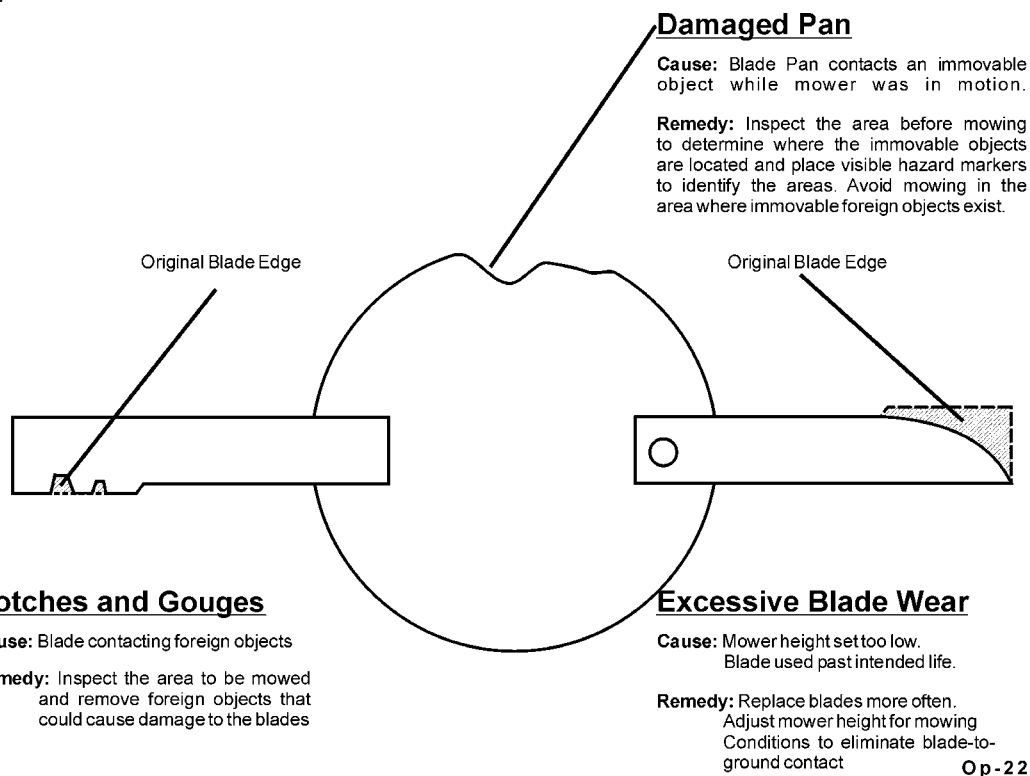 Damaged Pan
Cause: Blade Pan contacts an immovable
object while mower was in motion.
Remedy: Inspect the area before mowing
to determine where the immovable objects
are located and place visible hazard markers
to identify the areas. Avoid mowing in the
area where immovable foreign objects exist.
Original Blade Edge
Original Blade Edge
otches and Gouges
use: Blade contacting foreign objects
medy: Inspect the area to be mowed
and remove foreign objects that
could cause damage to the blades
Excessive Blade Wear
Cause: Mower height set too low.
Blade used past intended life.
Remedy: Replace blades more often.
Adjust mower height for mowing
Conditions to eliminate blade-to-
ground contact
Op-22